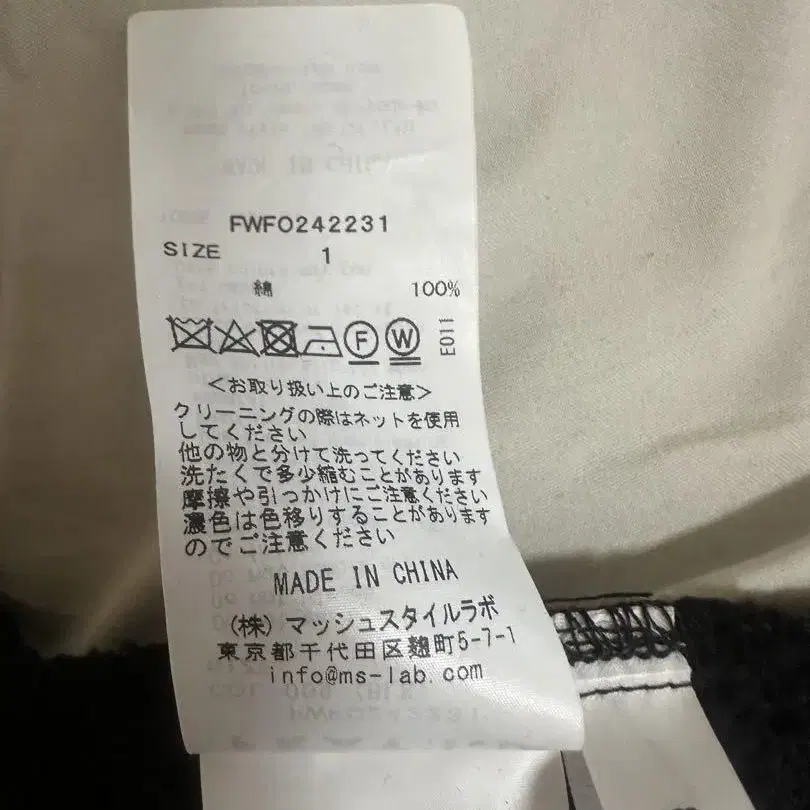 FWFO242231
SIZE 1
綿 100%
F W E011
<お取り扱い上のご注意>
クリーニングの際はネットを使用
してください
他の物と分けて洗ってください
洗たくで多少縮むことがあります
摩擦や引っかけにご注意ください
濃色は色移りすることがあります
のでご注意ください
MADE IN CHINA
(株)マッシュスタイルラボ
東京都千代田区麹町5-7-1
info@ms-lab.com